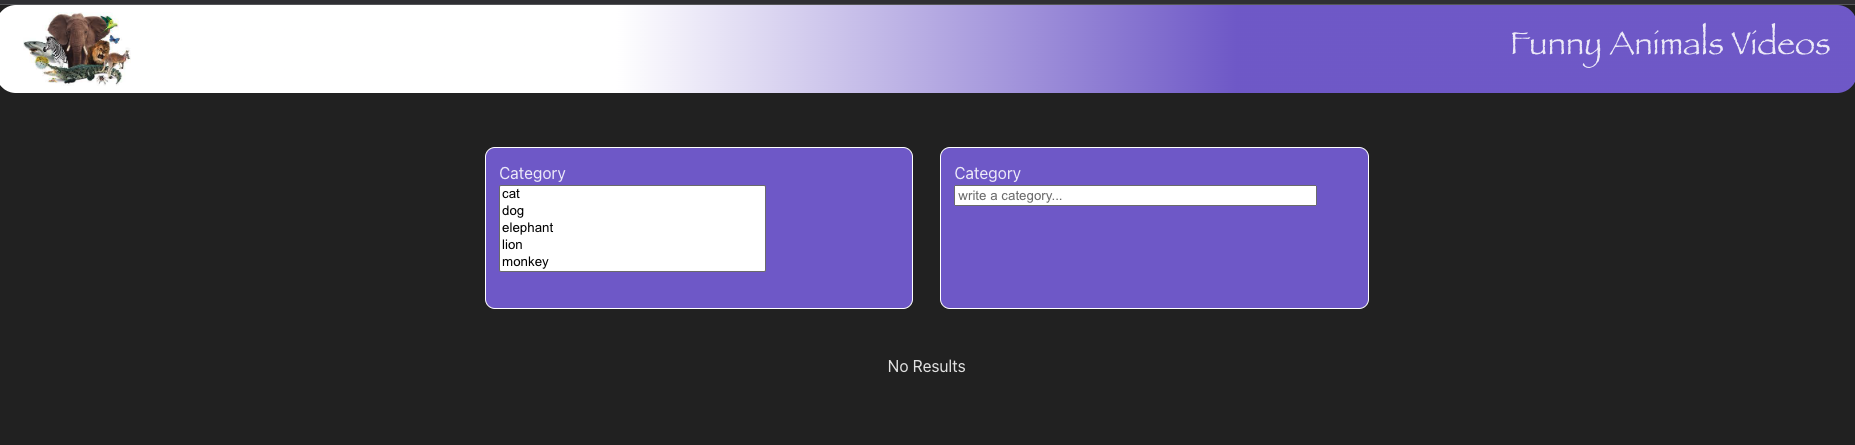 Funny Animals Videos
Category
cat
dog
elephant
lion
monkey
Category
write a category...
No Results